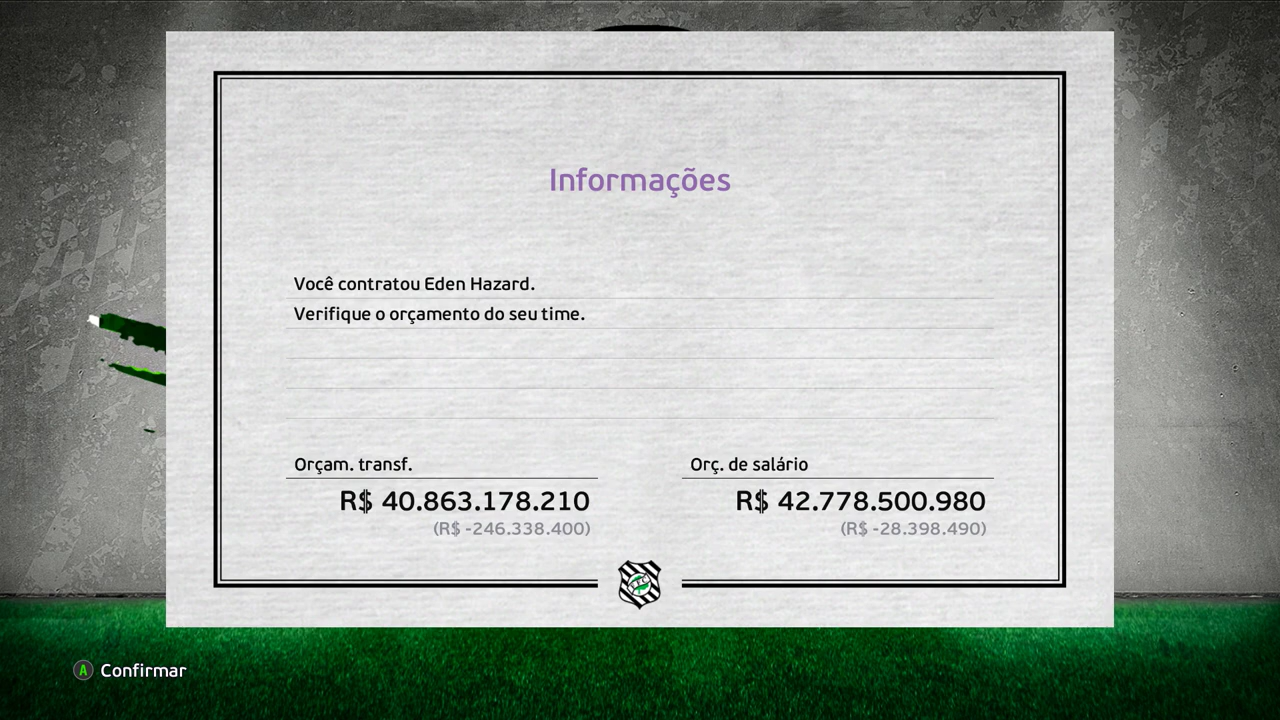 Informações
Você contratou Eden Hazard.
Verifique o orçamento do seu time.
Orçam. transf.
R$ 40.863.178.210
(R$ -246.338.400)
Orç. de salário
R$ 42.778.500.980
(R$ -28.398.490)
FFC
A Confirmar